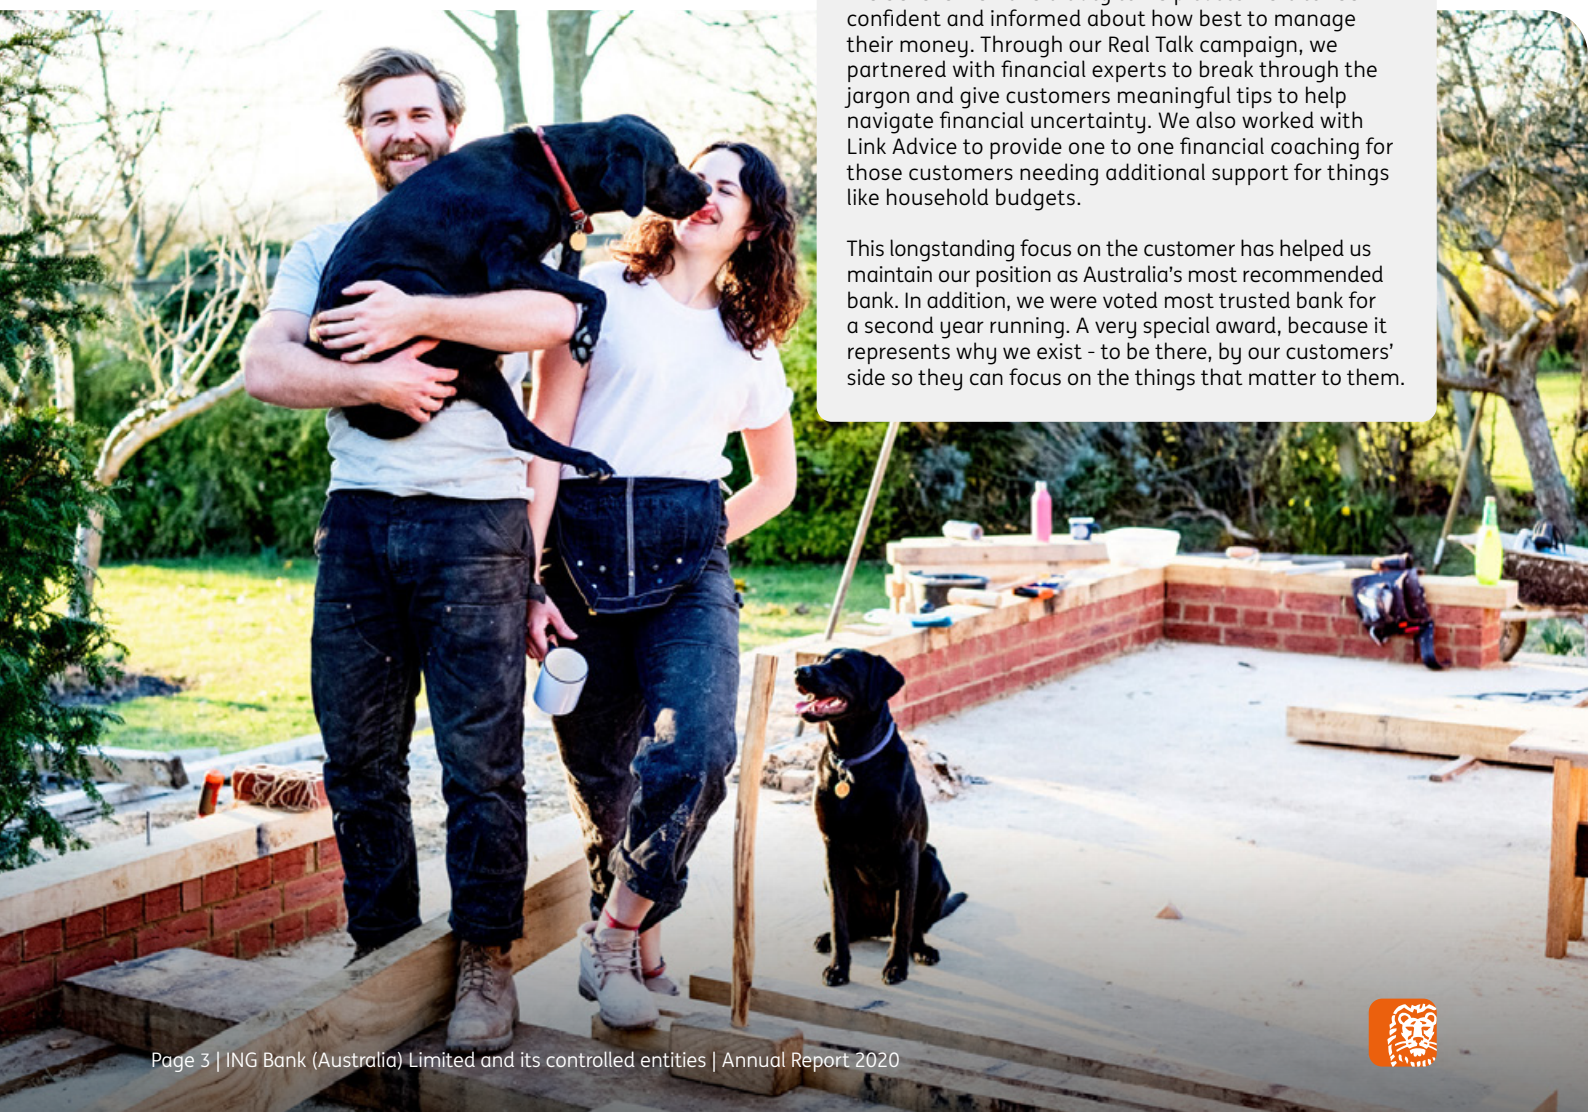 confident and informed about how best to manage
their money. Through our Real Talk campaign, we
partnered with financial experts to break through the
jargon and give customers meaningful tips to help
navigate financial uncertainty. We also worked with
Link Advice to provide one to one financial coaching for
those customers needing additional support for things
like household budgets.
This longstanding focus on the customer has helped us
maintain our position as Australia’s most recommended
bank. In addition, we were voted most trusted bank for
a second year running. A very special award, because it
represents why we exist - to be there, by our customers’
side so they can focus on the things that matter to them.
Page 3 | ING Bank (Australia) Limited and its controlled entities | Annual Report 2020